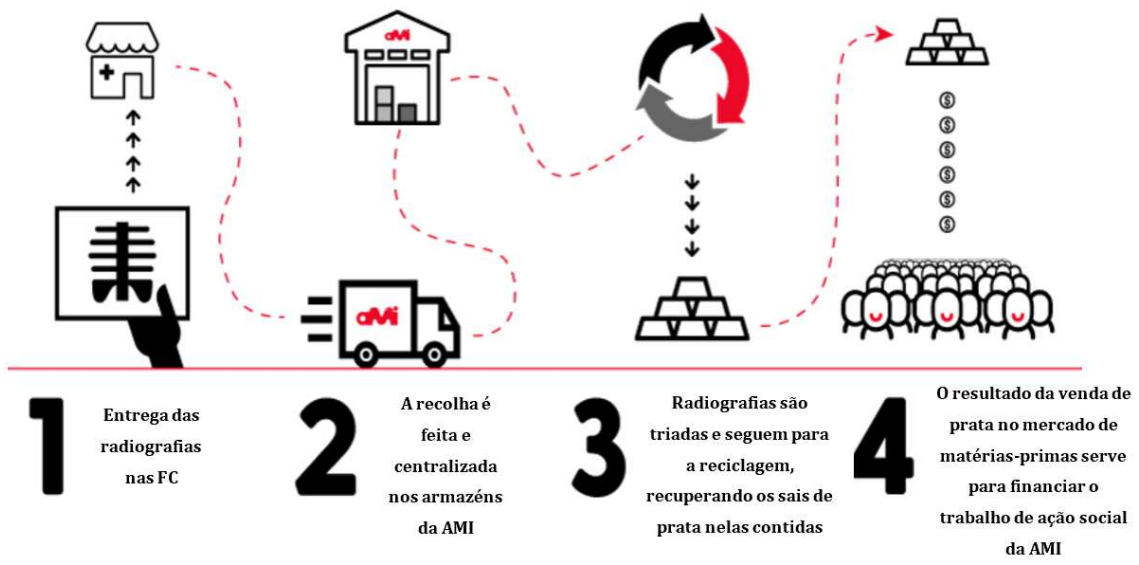 aMi
aMi
1
Entrega das
radiografias
nas FC
2
A recolha é
feita e
centralizada
nos armazéns
da AMI
3
Radiografias são
triadas e seguem para
a reciclagem,
recuperando os sais de
prata nelas contidas
4
O resultado da venda de
prata no mercado de
matérias-primas serve
para financiar o
trabalho de ação social
da AMI